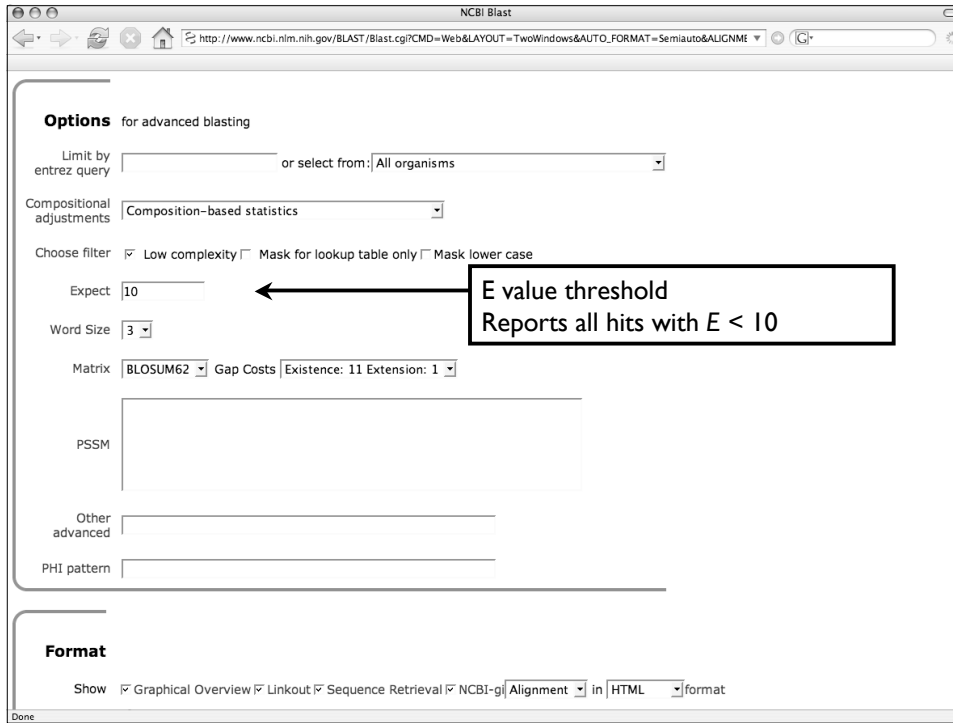 NCBI Blast
http://www.ncbi.nlm.nih.gov/BLAST/Blast.cgi?CMD=Web&LAYOUT=TwoWindows&AUTO_FORMAT=Semiauto&ALIGNME
G
Options for advanced blasting
Limit by entrez query or select from: All organisms
Compositional adjustments Composition-based statistics
Choose filter Low complexity Mask for lookup table only Mask lower case
Expect 10
E value threshold
Reports all hits with E < 10
Word Size 3
Matrix BLOSUM62 Gap Costs Existence: 11 Extension: 1
PSSM
Other advanced
PHI pattern
Format
Show Graphical Overview Linkout Sequence Retrieval NCBI-gi Alignment in HTML format
Done